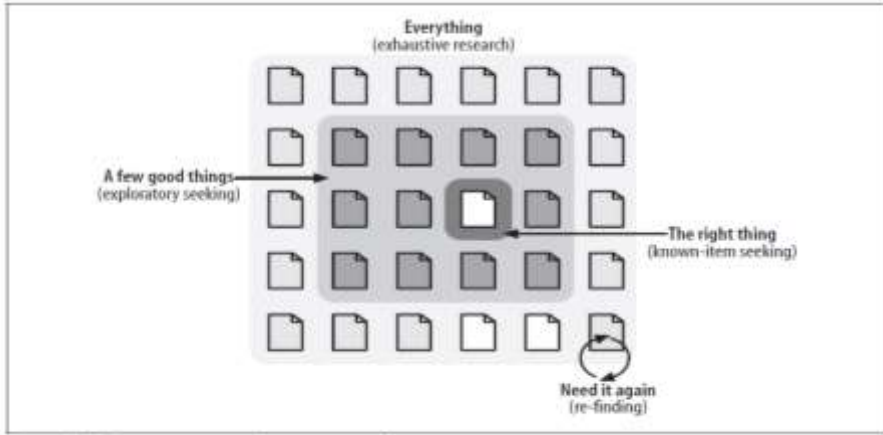 Everything
(exhaustive research)
A few good things
(exploratory seeking)
The right thing
(known-item seeking)
Need it again
(re-finding)